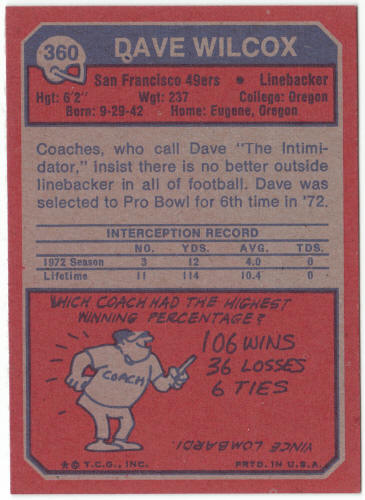 360 DAVE WILCOX
San Francisco 49ers • Linebacker
Hgt: 6'2" Wgt: 237 College: Oregon
Born: 9-29-42 Home: Eugene, Oregon
Coaches, who call Dave "The Intimi-
dator," insist there is no better outside
linebacker in all of football. Dave was
selected to Pro Bowl for 6th time in '72.
INTERCEPTION RECORD
NO. YDS. AVG. TDS.
1972 Season 3 12 4.0 0
Lifetime 11 114 10.4 0
WHICH COACH HAD THE HIGHEST
WINNING PERCENTAGE?
106 WINS
36 LOSSES
6 TIES
COACH
VINCE LOMBARDI
* © T.C.G., INC. PRTD. IN U.S.A.